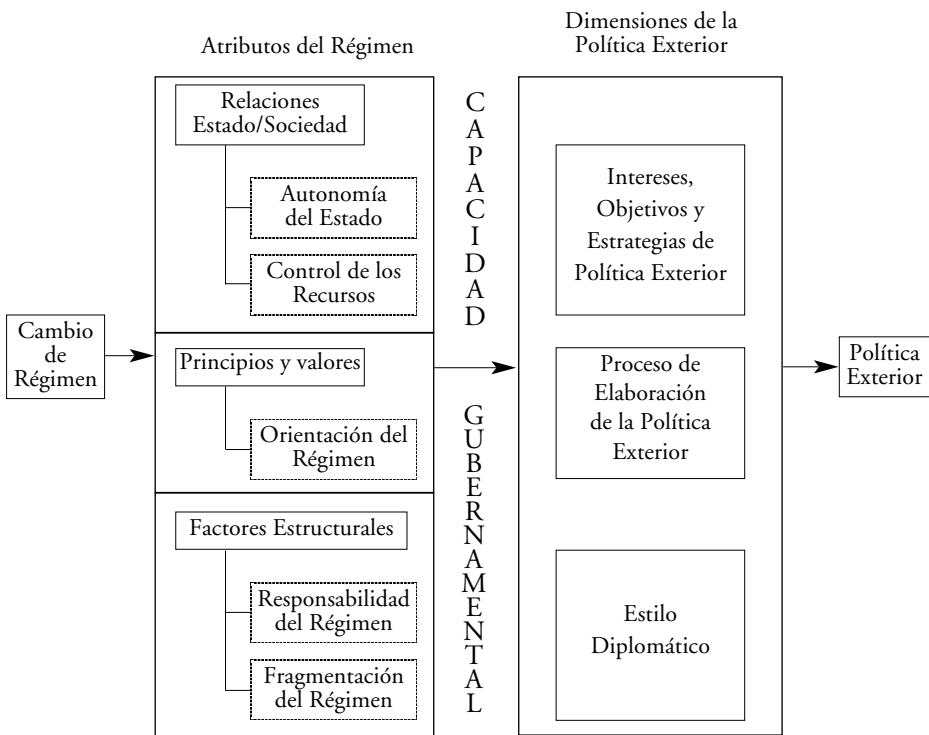 Atributos del Régimen
Dimensiones de la
Política Exterior
Cambio
de
Régimen
Relaciones
Estado/Sociedad
Autonomía
del Estado
Control de los
Recursos
Principios y valores
Orientación del
Régimen
Factores Estructurales
Responsabilidad
del Régimen
Fragmentación
del Régimen
CAPACIDAD
GUBERNAMENTAL
Intereses,
Objetivos y
Estrategias de
Política Exterior
Proceso de
Elaboración
de la Política
Exterior
Estilo
Diplomático
Política
Exterior